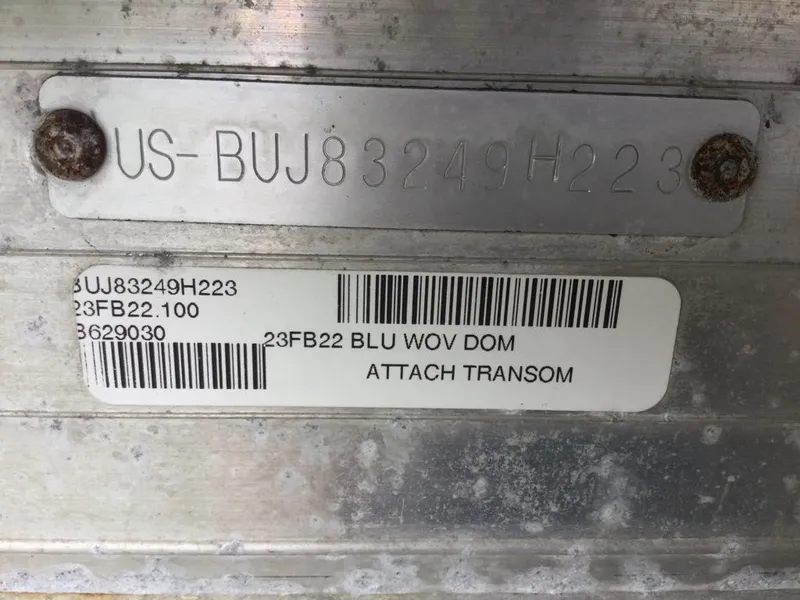 US-BUJ83249H223
BUJ83249H223
23FB22.100
B629030
23FB22 BLU WOV DOM
ATTACH TRANSOM